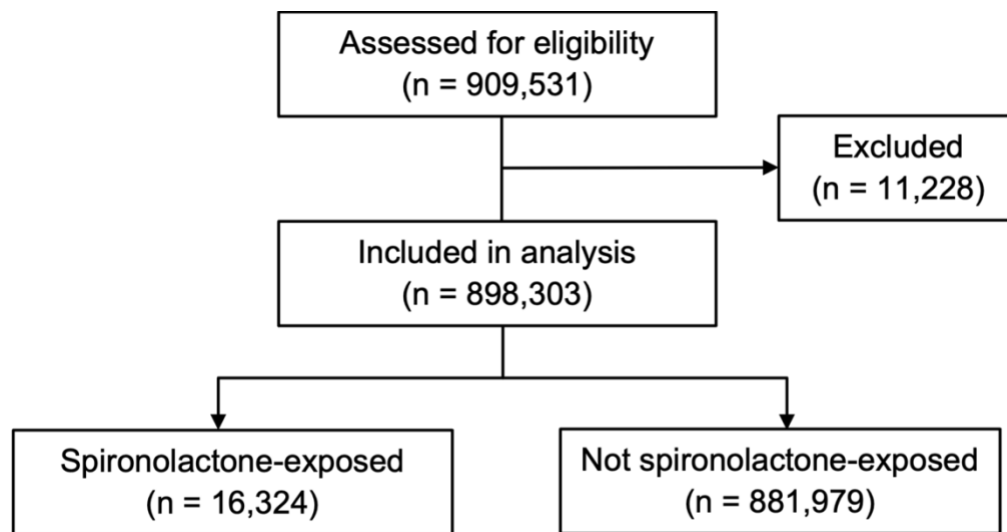 Assessed for eligibility
(n = 909,531)
Excluded
(n = 11,228)
Included in analysis
(n = 898,303)
Spironolactone-exposed
(n = 16,324)
Not spironolactone-exposed
(n = 881,979)